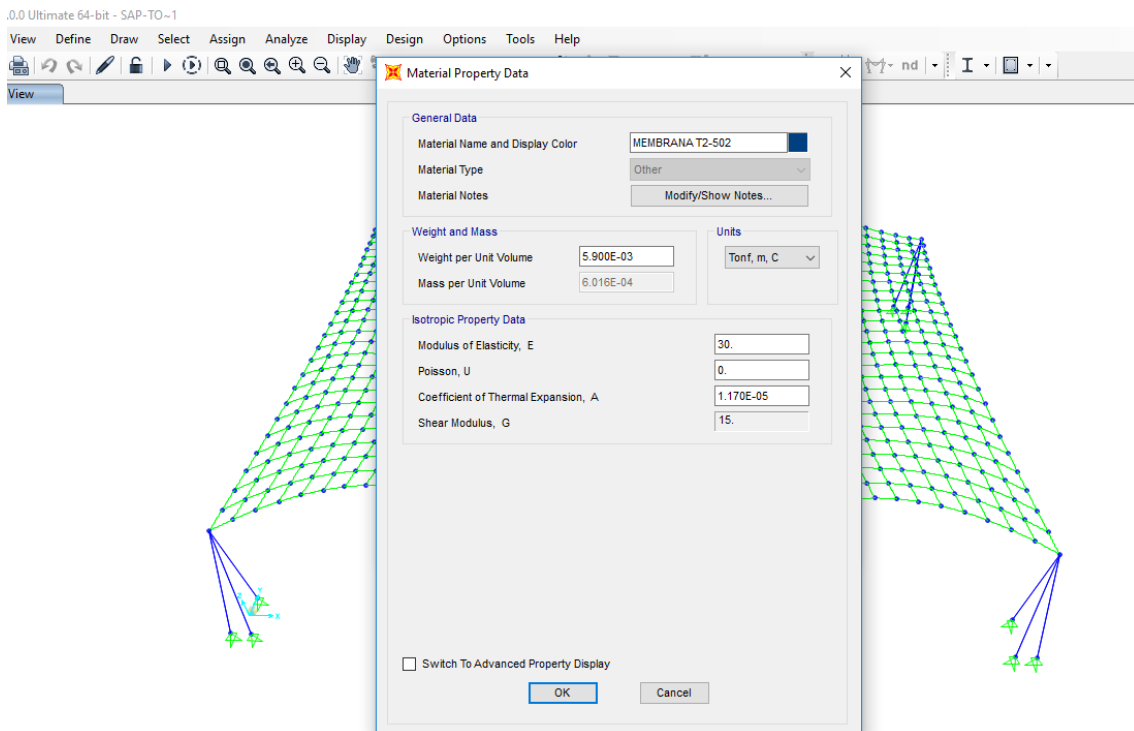 .0.0 Ultimate 64-bit - SAP-TO~1
View Define Draw Select Assign Analyze Display Design Options Tools Help
nd
View
Material Property Data
General Data
Material Name and Display Color MEMBRANA T2-502
Material Type Other
Material Notes Modify/Show Notes...
Weight and Mass Units
Weight per Unit Volume 5.900E-03 Tonf, m, C
Mass per Unit Volume 6.016E-04
Isotropic Property Data
Modulus of Elasticity, E 30.
Poisson, U 0.
Coefficient of Thermal Expansion, A 1.170E-05
Shear Modulus, G 15.
Switch To Advanced Property Display
OK Cancel